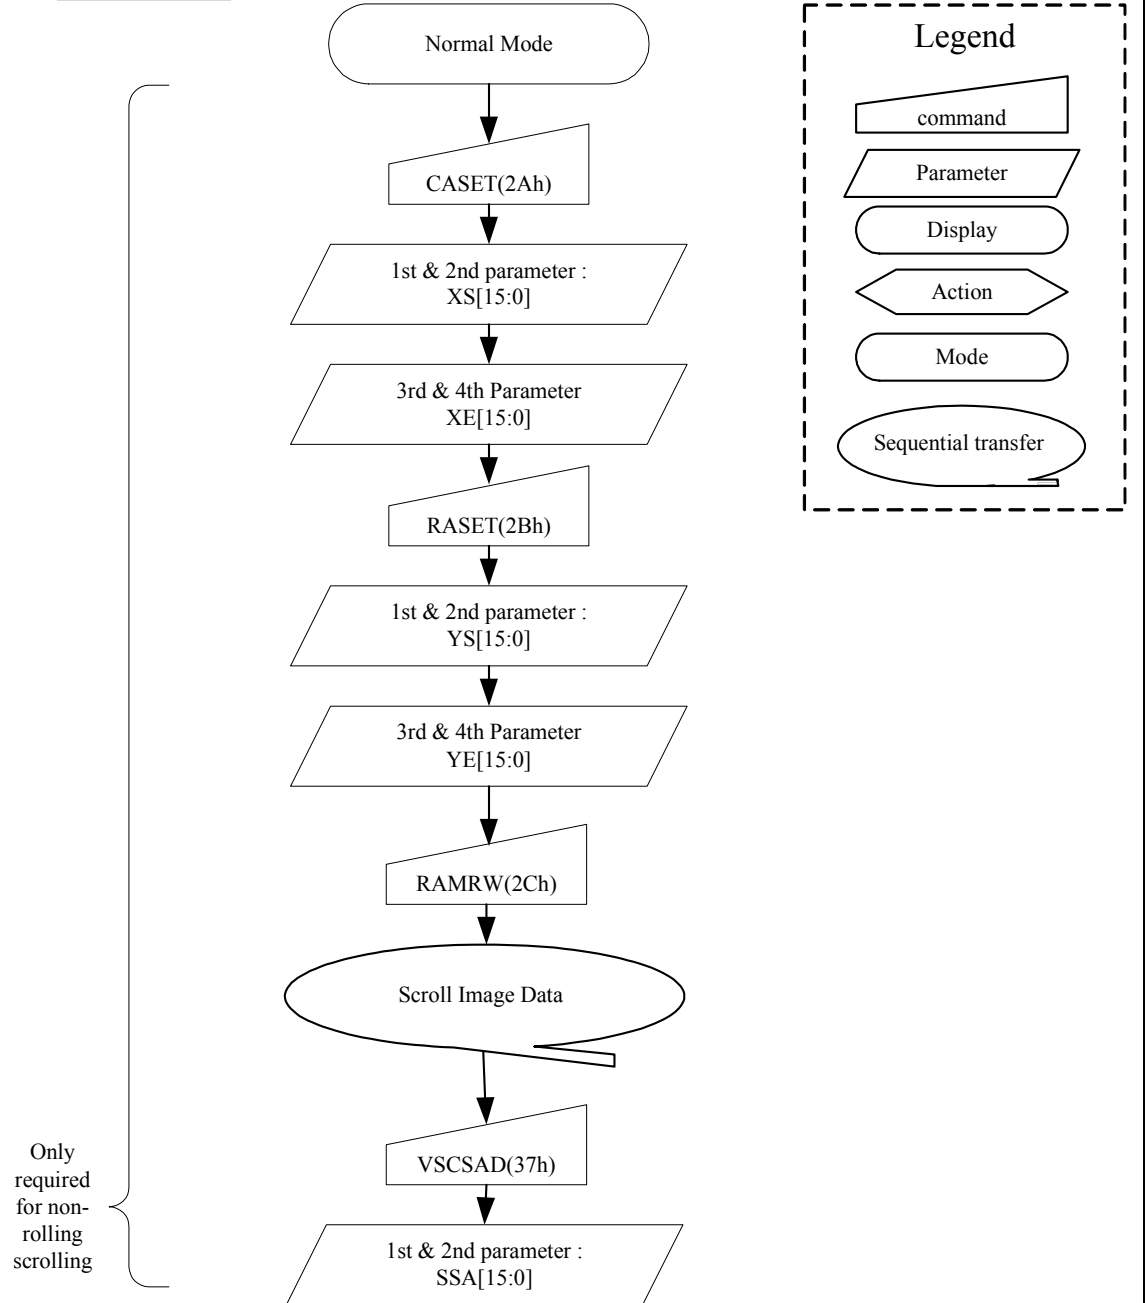 Normal Mode
CASET(2Ah)
1st & 2nd parameter :
XS[15:0]
3rd & 4th Parameter
XE[15:0]
RASET(2Bh)
1st & 2nd parameter :
YS[15:0]
3rd & 4th Parameter
YE[15:0]
RAMRW(2Ch)
Scroll Image Data
VSCSAD(37h)
1st & 2nd parameter :
SSA[15:0]
Only
required
for non-
rolling
scrolling
Legend
command
Parameter
Display
Action
Mode
Sequential transfer